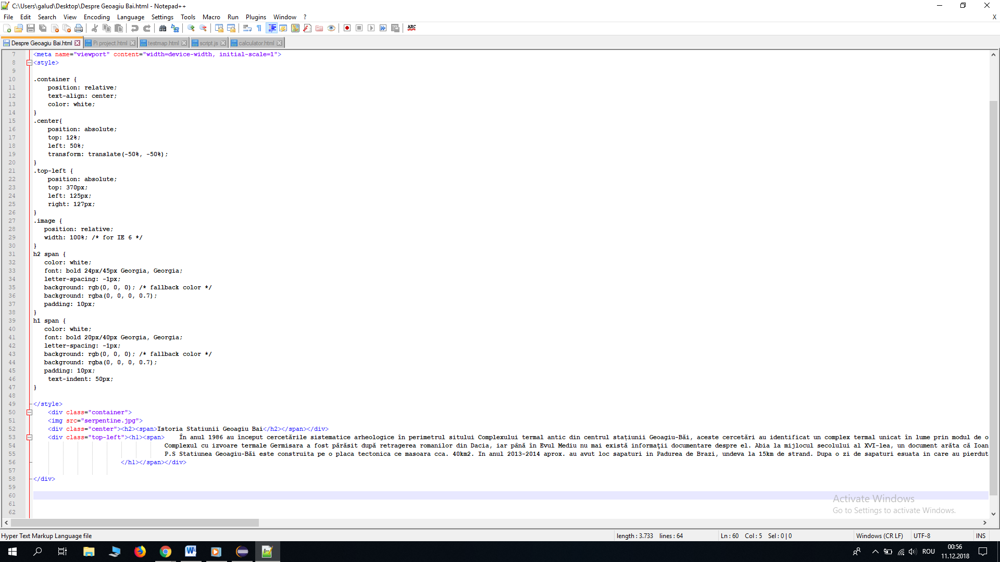 C:\Users\galud\Desktop\Despre Geoagiu Bai.html - Notepad++
File Edit Search View Encoding Language Settings Tools Macro Run Plugins Window ? X
ABC
Despre Geoagiu Bai.html Pi project.html testmap.html script.js calculator.html
7 <meta name="viewport" content="width=device-width, initial-scale=1">
8 <style>
9
10 .container {
11 position: relative;
12 text-align: center;
13 color: white;
14 }
15 .center{
16 position: absolute;
17 top: 12%;
18 left: 50%;
19 transform: translate(-50%, -50%);
20 }
21 .top-left {
22 position: absolute;
23 top: 370px;
24 left: 125px;
25 right: 127px;
26 }
27 .image {
28 position: relative;
29 width: 100%; /* for IE 6 */
30 }
31 h2 span {
32 color: white;
33 font: bold 24px/45px Georgia, Georgia;
34 letter-spacing: -1px;
35 background: rgb(0, 0, 0); /* fallback color */
36 background: rgba(0, 0, 0, 0.7);
37 padding: 10px;
38 }
39 h1 span {
40 color: white;
41 font: bold 20px/40px Georgia, Georgia;
42 letter-spacing: -1px;
43 background: rgb(0, 0, 0); /* fallback color */
44 background: rgba(0, 0, 0, 0.7);
45 padding: 10px;
46 text-indent: 50px;
47 }
48
49 </style>
50 <div class="container">
51 <img src="serpentine.jpg">
52 <div class="center"><h2><span>Istoria Statiunii Geoagiu Bai</h2></span></div>
53 <div class="top-left"><h1><span> În anul 1986 au început cercetările sistematice arheologice în perimetrul sitului Complexului termal antic din centrul stațiunii Geoagiu-Băi, aceste cercetări au identificat un complex termal unicat în lume prin modul de o
54 Complexul cu izvoare termale Germisara a fost părăsit după retragerea romanilor din Dacia, iar până în Evul Mediu nu mai există informații documentare despre el. Abia la mijlocul secolului al XVI-lea, un document arăta că Ioan
55 P.S Statiunea Geoagiu-Băi este construita pe o placa tectonica ce masoara cca. 40km2. In anul 2013-2014 aprox. au avut loc sapaturi in Padurea de Brazi, undeva la 15km de strand. Dupa o zi de sapaturi esuata in care au pierdut
56 </h1></span></div>
57
58 </div>
59
60
61
62
Activate Windows
Go to Settings to activate Windows.
Hyper Text Markup Language file length : 3.733 lines : 64 Ln : 60 Col : 5 Sel : 0 | 0 Windows (CR LF) UTF-8 INS
ROU 00:56
11.12.2018